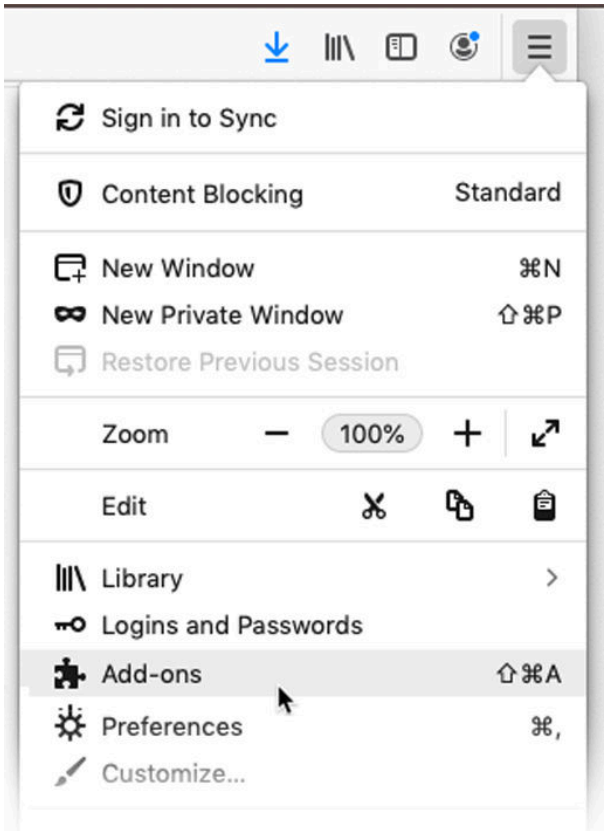 Sign in to Sync
Content Blocking Standard
New Window ⌘N
New Private Window ⇧⌘P
Restore Previous Session
Zoom − 100% +
Edit
Library >
Logins and Passwords
Add-ons ⇧⌘A
Preferences ⌘,
Customize...